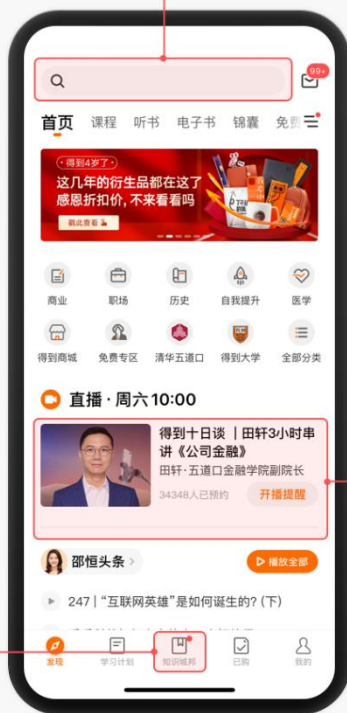 99+
首页 课程 听书 电子书 锦囊 免费
得到4岁了·
这几年的衍生品都在这了
感恩折扣价,不来看看吗
戳此查看
商业 职场 历史 自我提升 医学
得到商城 免费专区 清华五道口 得到大学 全部分类
直播·周六10:00
得到十日谈 | 田轩3小时串
讲《公司金融》
田轩·五道口金融学院副院长
34348人已预约 开播提醒
邵恒头条 > 播放全部
247 | “互联网英雄”是如何诞生的? (下)
发现 学习计划 知识城邦 已购 我的